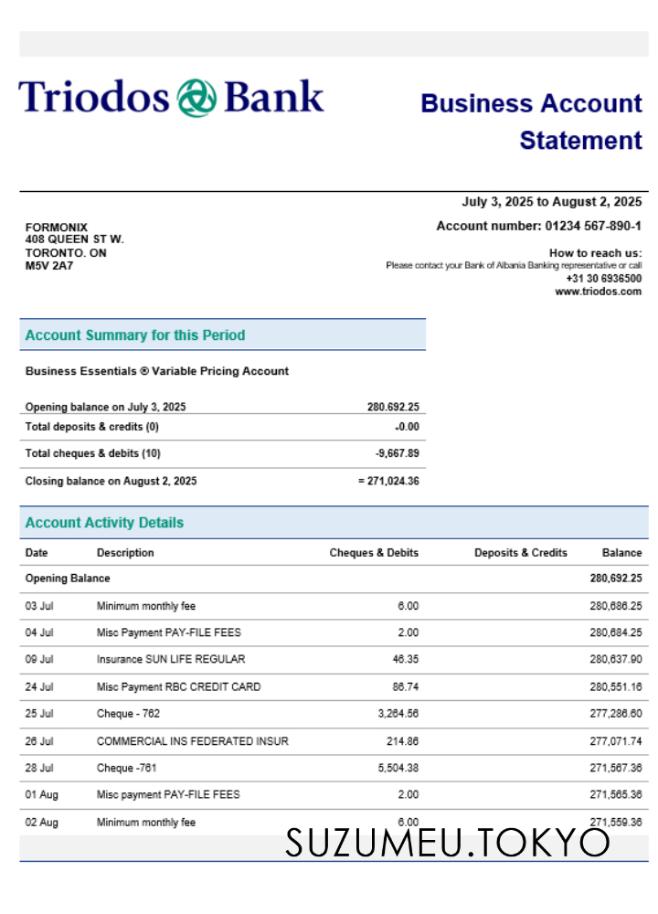 Triodos Bank
Business Account
Statement
July 3, 2025 to August 2, 2025
Account number: 01234 567-890-1
FORMONIX
408 QUEEN ST W.
TORONTO. ON
M5V 2A7
How to reach us:
Please contact your Bank of Albania Banking representative or call
+31 30 6936500
www.triodos.com
Account Summary for this Period
Business Essentials ® Variable Pricing Account
Opening balance on July 3, 2025 280.692.25
Total deposits & credits (0) -0.00
Total cheques & debits (10) -9,667.89
Closing balance on August 2, 2025 = 271,024.36
Account Activity Details
Date Description Cheques & Debits Deposits & Credits Balance
Opening Balance 280,692.25
03 Jul Minimum monthly fee 6.00 280,686.25
04 Jul Misc Payment PAY-FILE FEES 2.00 280,684.25
09 Jul Insurance SUN LIFE REGULAR 46.35 280,637.90
24 Jul Misc Payment RBC CREDIT CARD 86.74 280,551.16
25 Jul Cheque - 762 3,264.56 277,286.60
26 Jul COMMERCIAL INS FEDERATED INSUR 214.86 277,071.74
28 Jul Cheque -761 5,504.38 271,567.36
01 Aug Misc payment PAY-FILE FEES 2.00 271,565.36
02 Aug Minimum monthly fee 6.00 271,559.36
SUZUMEU.TOKYO